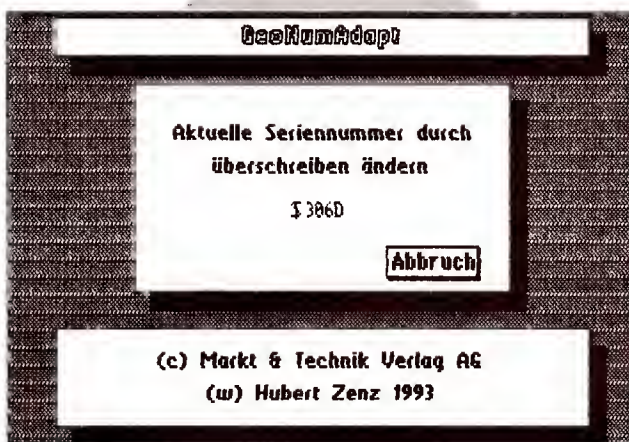 GeoNumAdapt
Aktuelle Seriennummer durch
überschreiben ändern
$306D
Abbruch
(c) Markt & Technik Verlag AG
(w) Hubert Zenz 1993